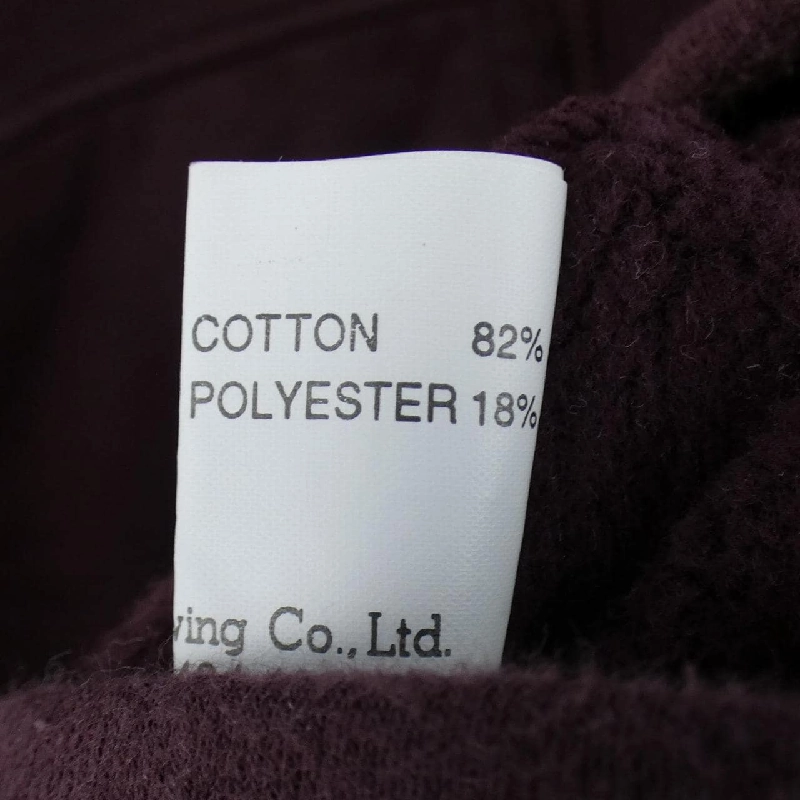 COTTON 82%
POLYESTER 18%
ving Co., Ltd.